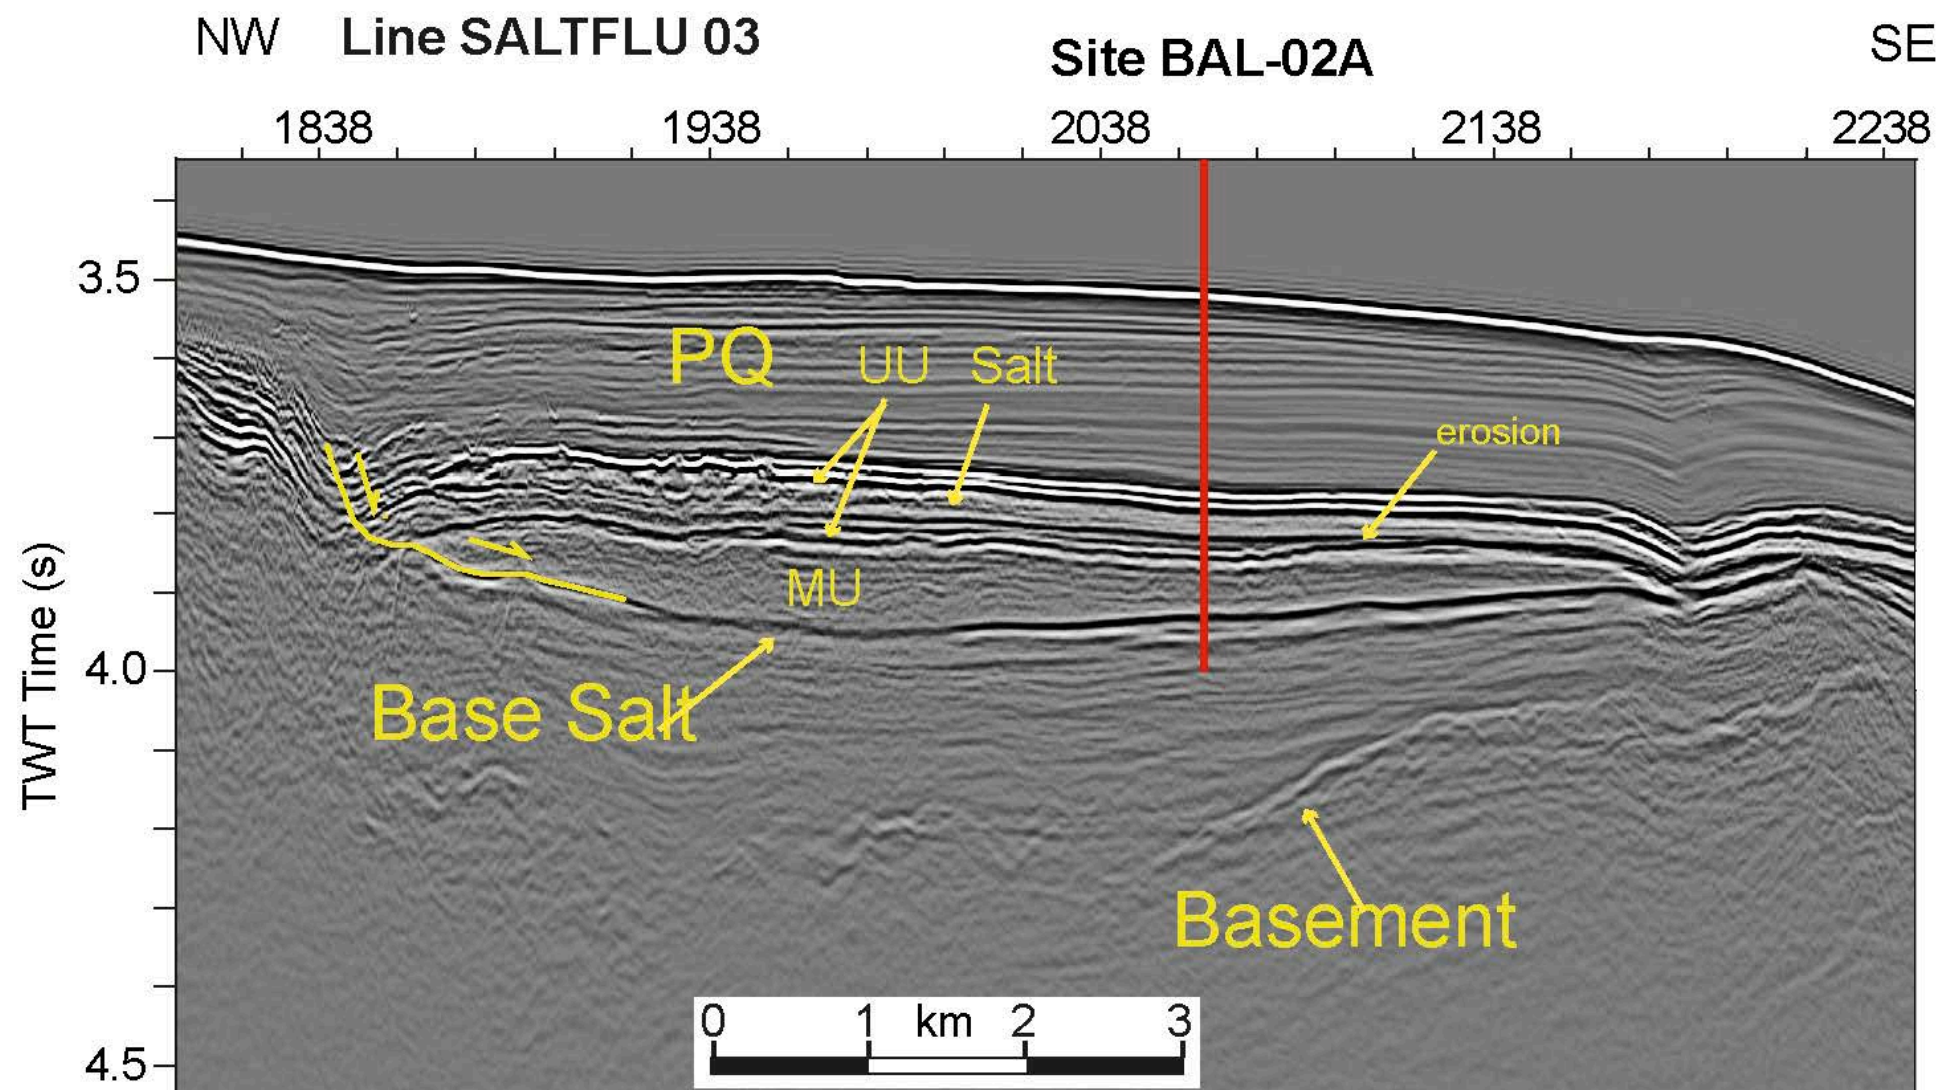 NW Line SALTFLU 03 Site BAL-02A SE
1838 1938 2038 2138 2238
3.5
PQ UU Salt
erosion
MU
4.0
Base Salt
TWT Time (s)
Basement
0 1 km 2 3
4.5